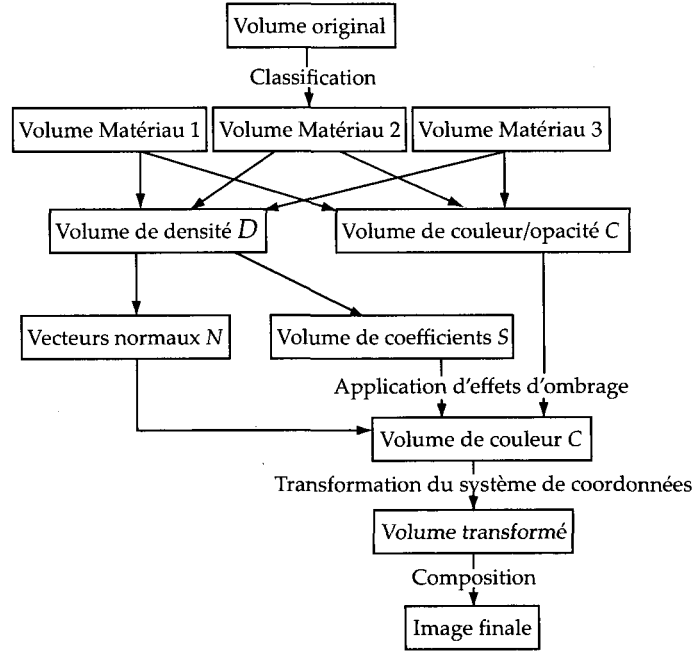 Volume original
Classification
Volume Matériau 1
Volume Matériau 2
Volume Matériau 3
Volume de densité D
Volume de couleur/opacité C
Vecteurs normaux N
Volume de coefficients S
Application d'effets d'ombrage
Volume de couleur C
Transformation du système de coordonnées
Volume transformé
Composition
Image finale